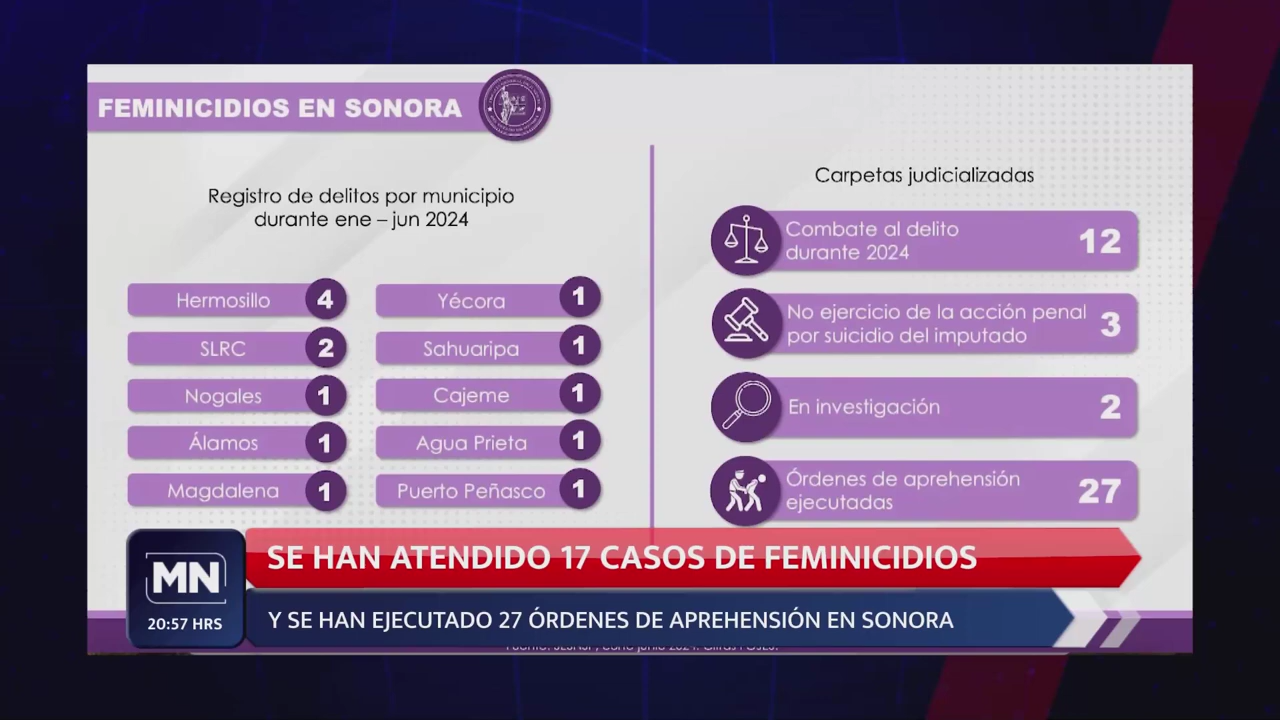 FEMINICIDIOS EN SONORA
Registro de delitos por municipio
durante ene – jun 2024
Hermosillo 4
SLRC 2
Nogales 1
Álamos 1
Magdalena 1
Yécora 1
Sahuaripa 1
Cajeme 1
Agua Prieta 1
Puerto Peñasco 1
Carpetas judicializadas
Combate al delito
durante 2024
12
No ejercicio de la acción penal
por suicidio del imputado
3
En investigación 2
Órdenes de aprehensión
ejecutadas
27
MN
20:57 HRS
SE HAN ATENDIDO 17 CASOS DE FEMINICIDIOS
Y SE HAN EJECUTADO 27 ÓRDENES DE APREHENSIÓN EN SONORA